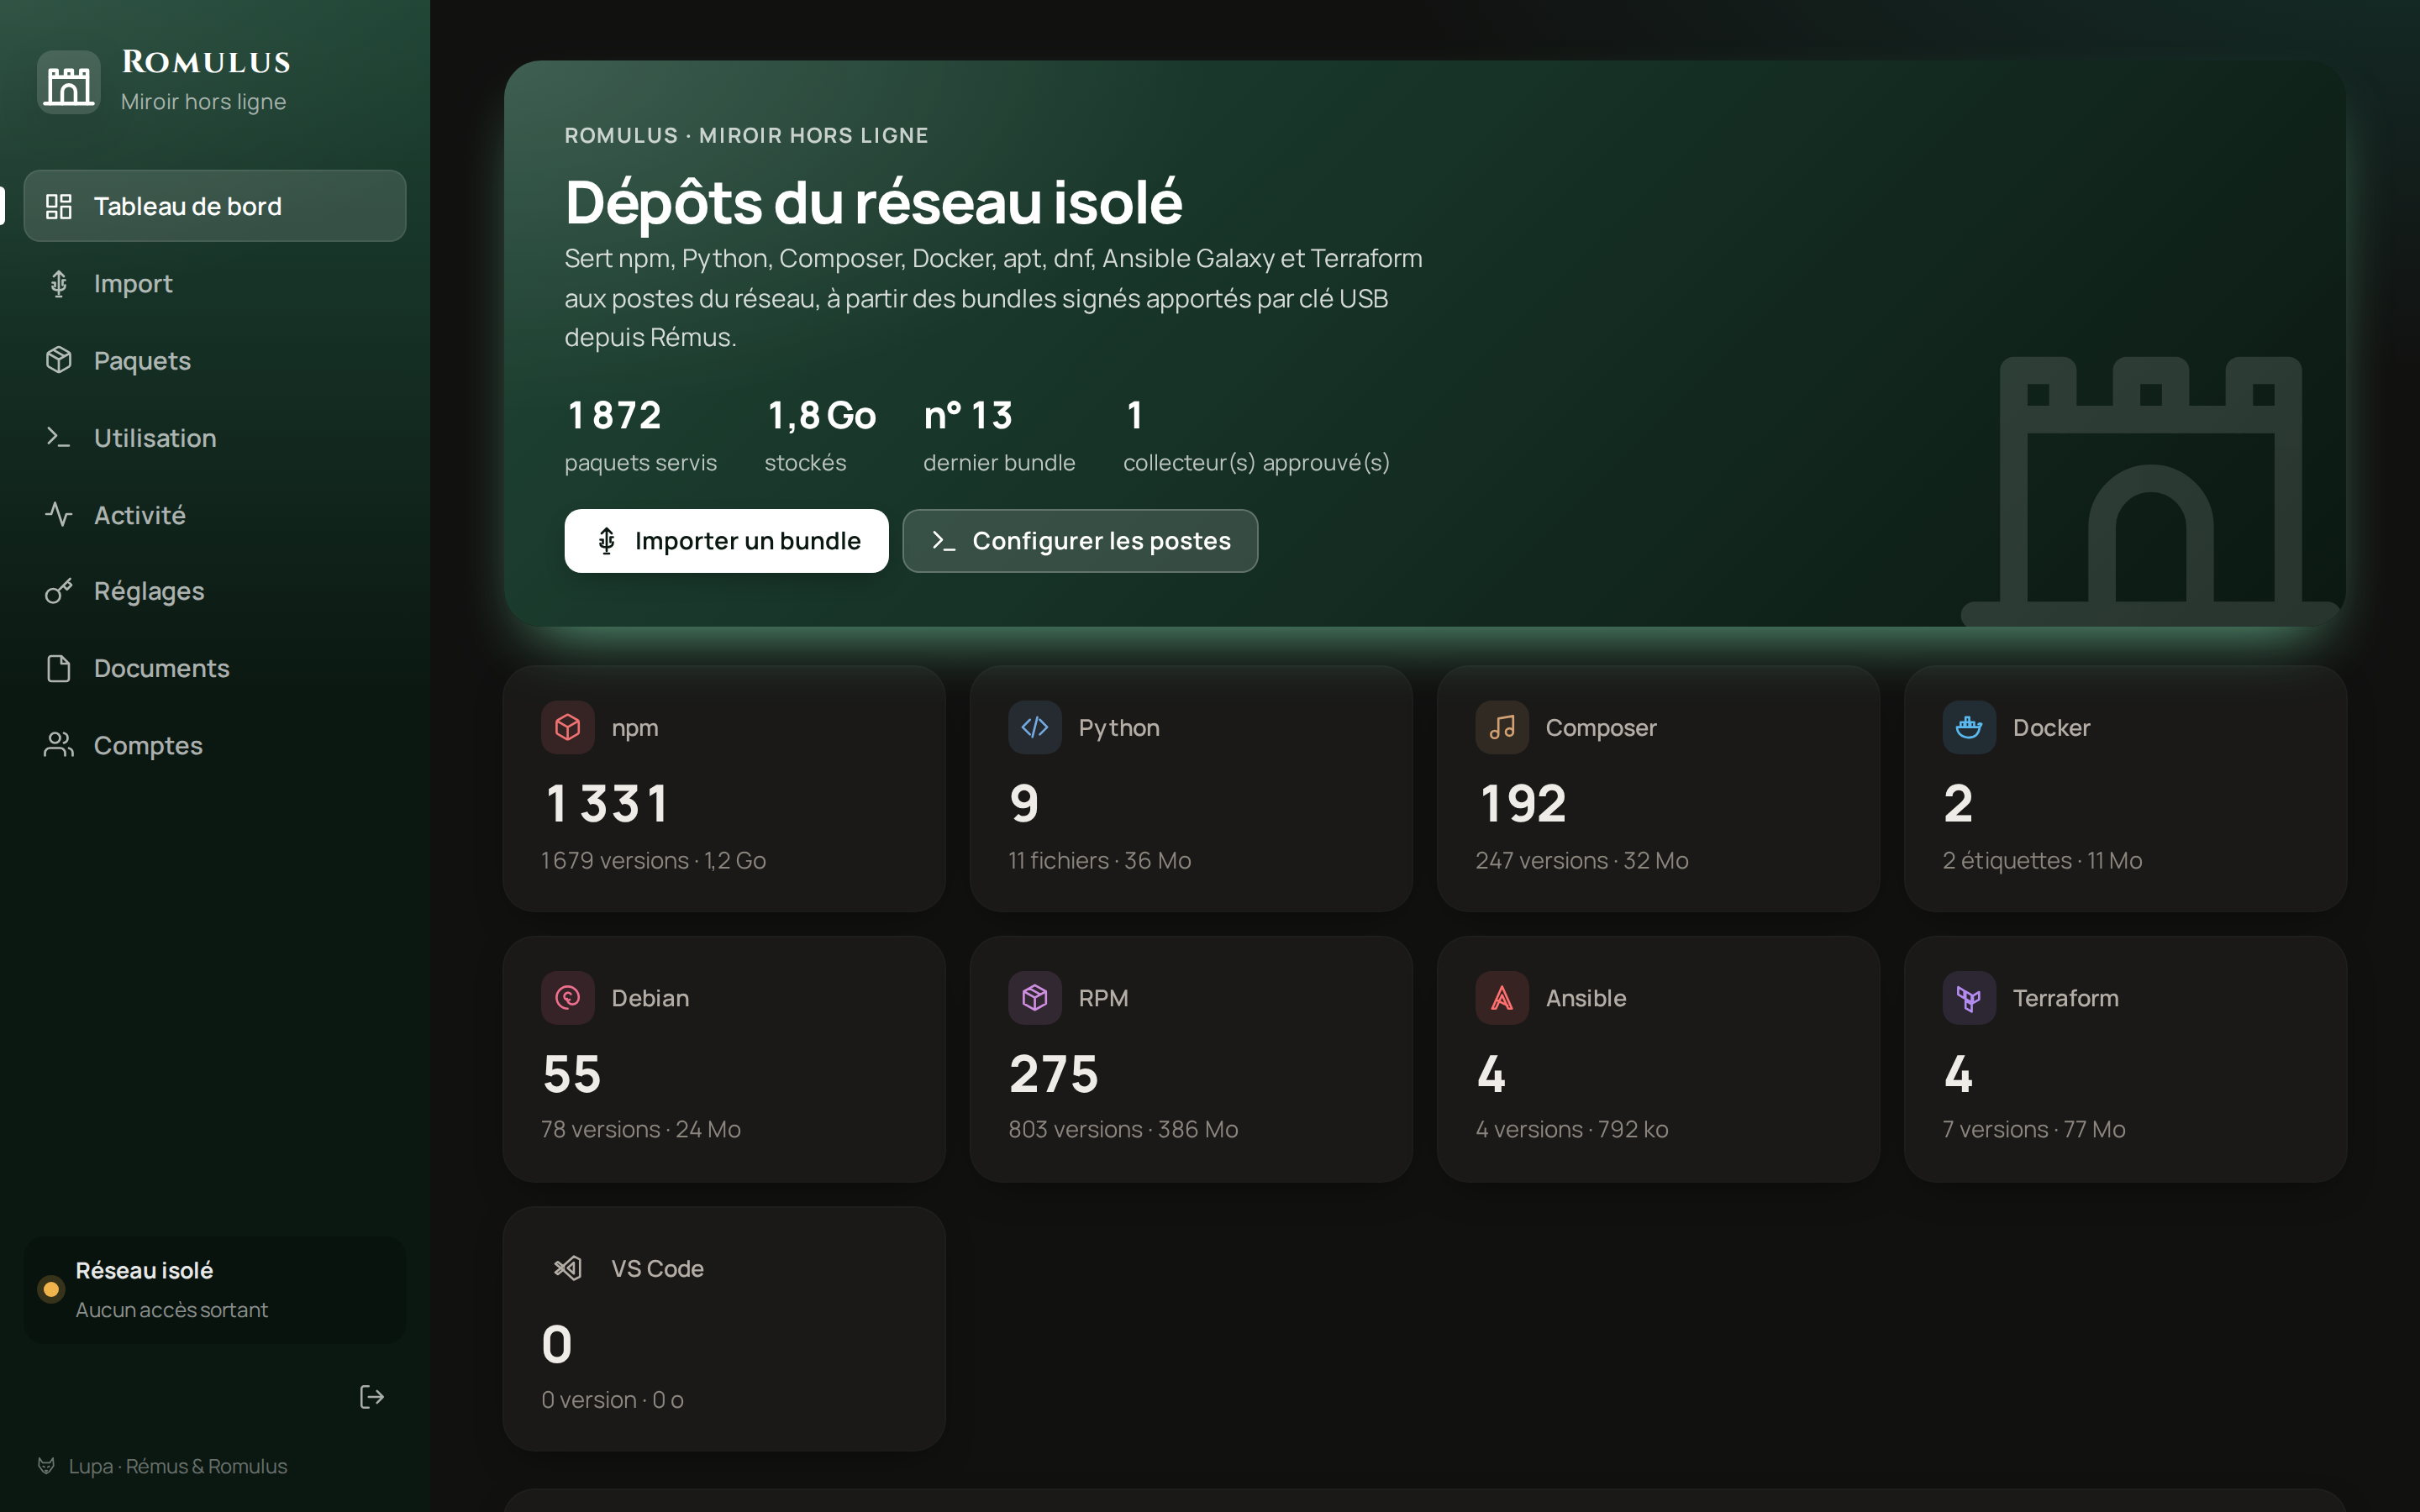 ROMULUS
Miroir hors ligne
Tableau de bord
Import
Paquets
Utilisation
Activité
Réglages
Documents
Comptes
Réseau isolé
Aucun accès sortant
Lupa · Rémus & Romulus
ROMULUS · MIROIR HORS LIGNE
Dépôts du réseau isolé
Sert npm, Python, Composer, Docker, apt, dnf, Ansible Galaxy et Terraform
aux postes du réseau, à partir des bundles signés apportés par clé USB
depuis Rémus.
1 872
paquets servis
1,8 Go
stockés
n° 13
dernier bundle
1
collecteur(s) approuvé(s)
Importer un bundle
Configurer les postes
npm
1 331
1 679 versions · 1,2 Go
Python
9
11 fichiers · 36 Mo
Composer
192
247 versions · 32 Mo
Docker
2
2 étiquettes · 11 Mo
Debian
55
78 versions · 24 Mo
RPM
275
803 versions · 386 Mo
Ansible
4
4 versions · 792 ko
Terraform
4
7 versions · 77 Mo
VS Code
0
0 version · 0 o